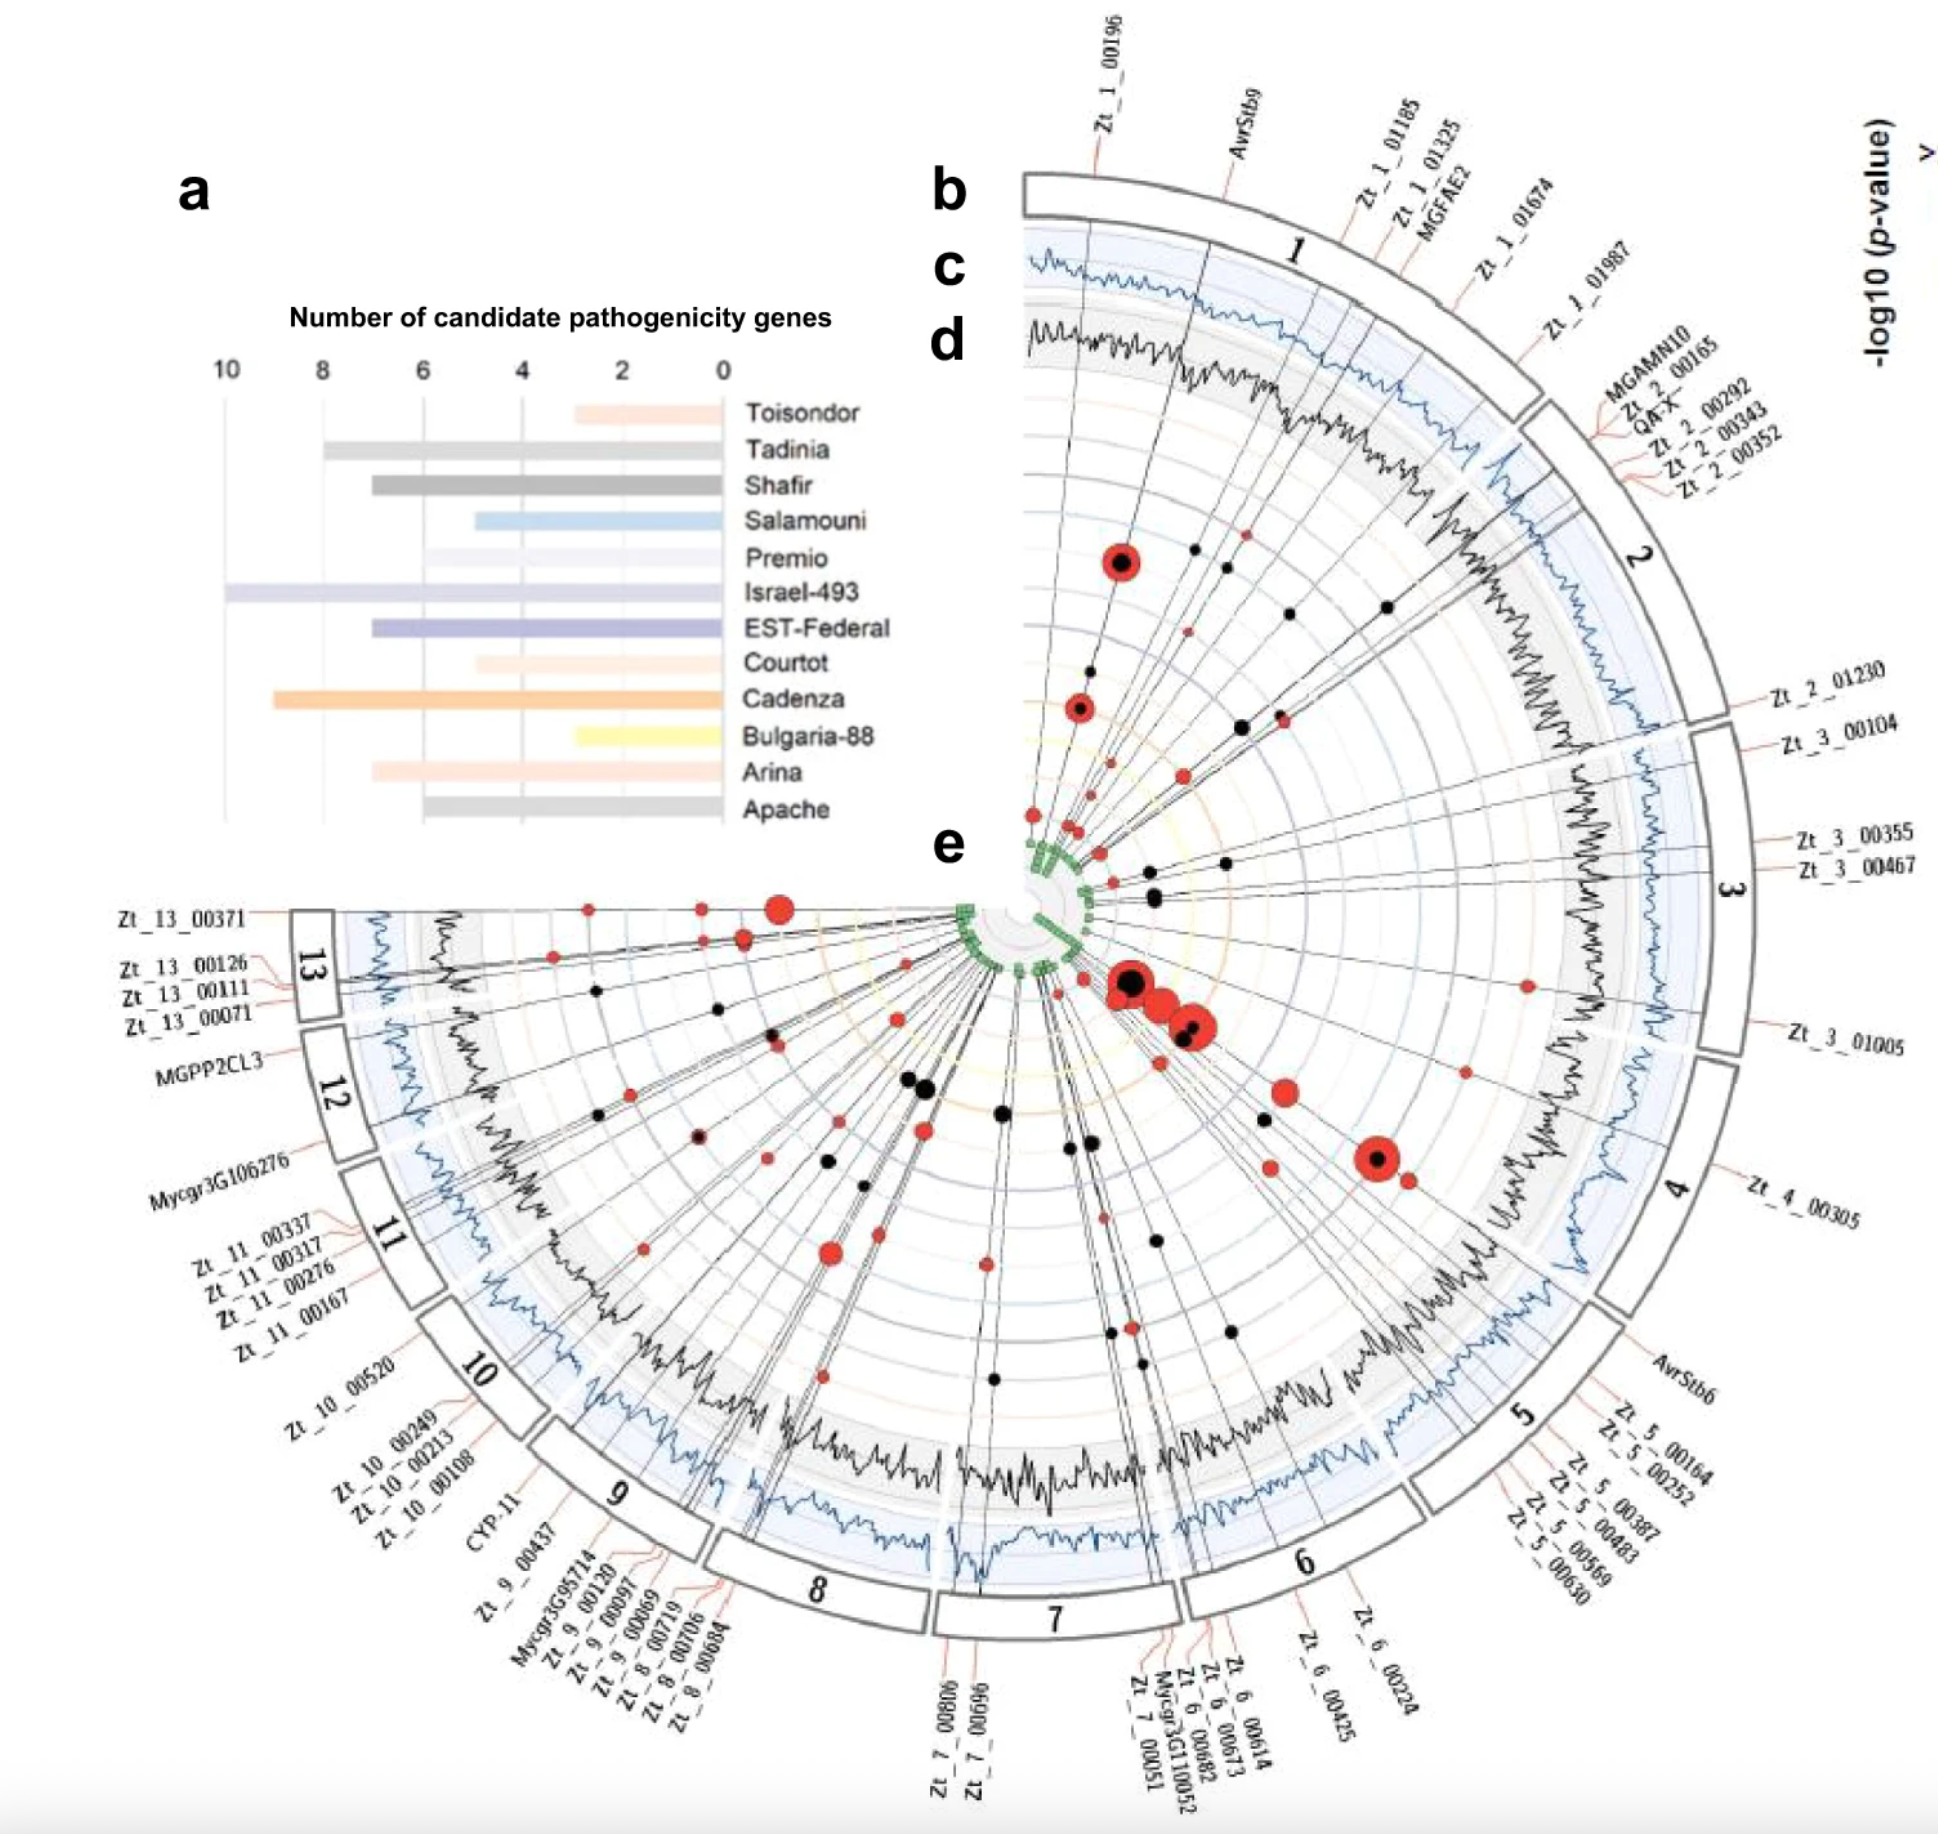 a
Number of candidate pathogenicity genes
10 8 6 4 2 0
Toisondor
Tadinia
Shafir
Salamouni
Premio
Israel-493
EST-Federal
Courtot
Cadenza
Bulgaria-88
Arina
Apache
b
c
d
e
-log10 (p-value)
v
1
2
3
4
5
6
7
8
9
10
11
12
13
Zt_1_00196
AvrStb9
Zt_1_01185
Zt_1_01325
MGFAE2
Zt_1_01674
Zt_1_01987
MGAMN10
Zt_2_00165
QA-X
Zt_2_00292
Zt_2_00343
Zt_2_00352
Zt_2_01230
Zt_3_00104
Zt_3_00355
Zt_3_00467
Zt_3_01005
Zt_4_00305
AvrStb6
Zt_5_00164
Zt_5_00252
Zt_5_00387
Zt_5_00483
Zt_5_00569
Zt_5_00630
Zt_6_00224
Zt_6_00425
Zt_6_00614
Zt_6_00673
Zt_6_00682
Mycgr3G110052
Zt_7_00051
Zt_7_00696
Zt_7_00806
Zt_8_00684
Zt_8_00706
Zt_8_00719
Zt_9_00069
Zt_9_00097
Zt_9_00120
Mycgr3G95714
Zt_9_00437
CYP-11
Zt_10_00108
Zt_10_00213
Zt_10_00249
Zt_10_00520
Zt_11_00167
Zt_11_00276
Zt_11_00317
Zt_11_00337
Mycgr3G106276
MGPP2CL3
Zt_13_00071
Zt_13_00111
Zt_13_00126
Zt_13_00371